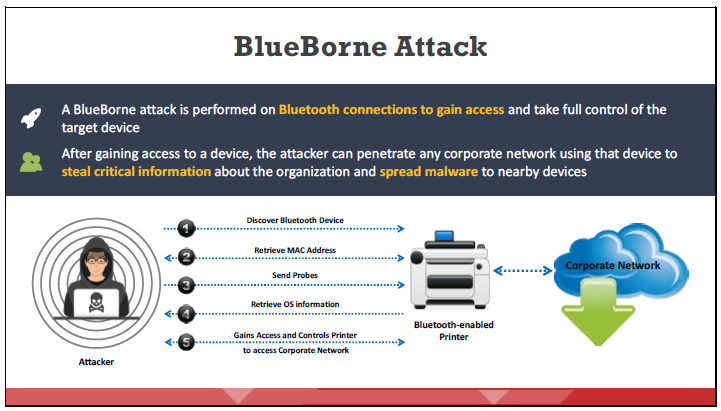 BlueBorne Attack
A BlueBorne attack is performed on Bluetooth connections to gain access and take full control of the
target device
After gaining access to a device, the attacker can penetrate any corporate network using that device to
steal critical information about the organization and spread malware to nearby devices
1
Discover Bluetooth Device
2
Retrieve MAC Address
3
Send Probes
4
Retrieve OS information
5
Gains Access and Controls Printer
to access Corporate Network
Attacker
Bluetooth-enabled
Printer
Corporate Network